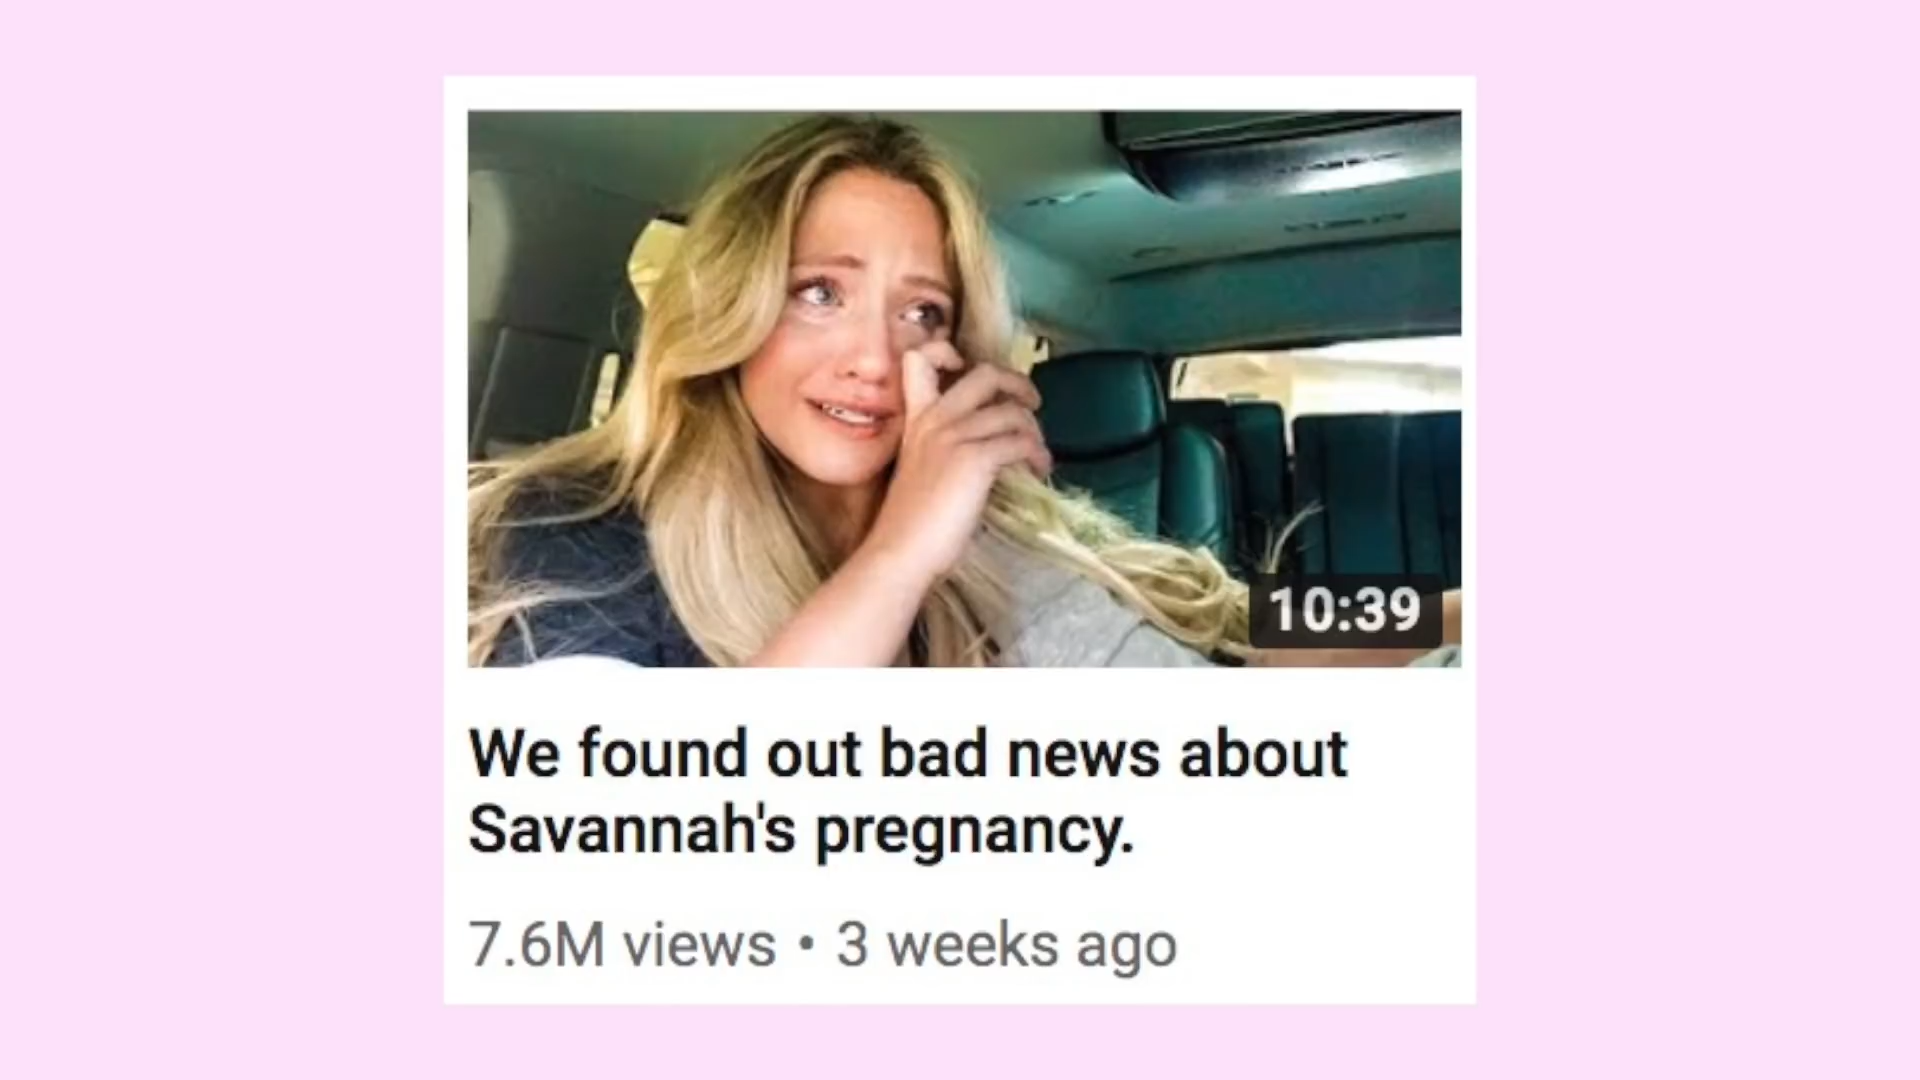 10:39
We found out bad news about
Savannah's pregnancy.
7.6M views • 3 weeks ago